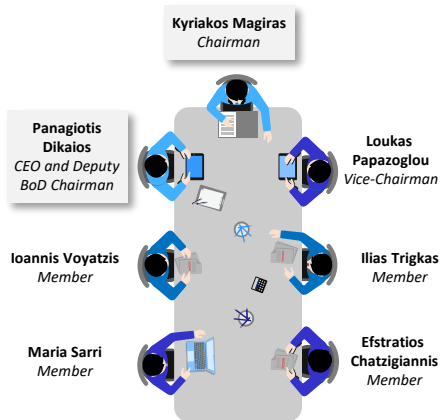 Kyriakos Magiras
Chairman
Panagiotis
Dikaios
CEO and Deputy
BoD Chairman
Loukas
Papazoglou
Vice-Chairman
Ioannis Voyatzis
Member
Ilias Trigkas
Member
Maria Sarri
Member
Efstratios
Chatzigiannis
Member